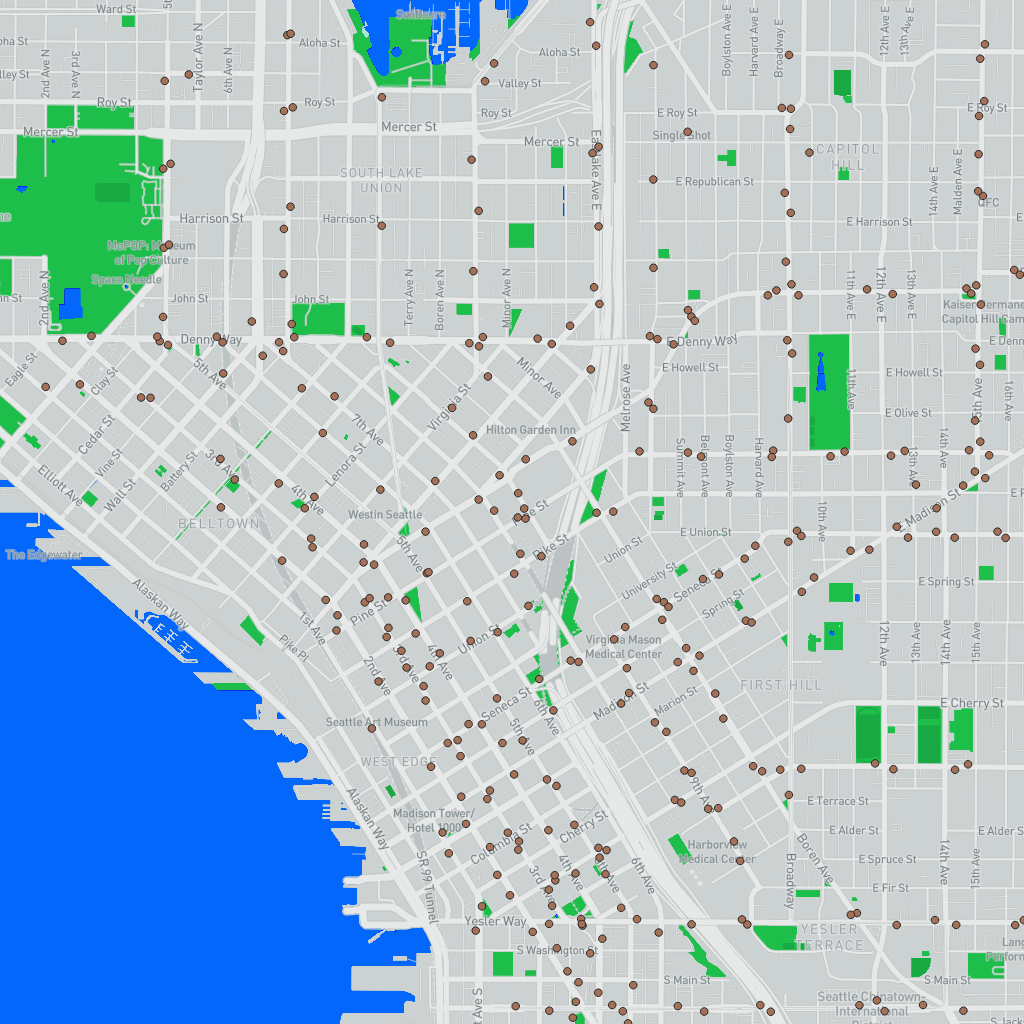 Ward St
Aloha St
Aloha St
Valley St
Taylor Ave N
6th Ave N
2nd Ave N
3rd Ave N
Boylston Ave E
Harvard Ave E
Broadway E
12th Ave E
13th Ave E
Roy St
Roy St
Roy St
E Roy St
E Roy St
Mercer St
Mercer St
Mercer St
Single Shot
SOUTH LAKE
UNION
CAPITOL
HILL
Eastlake Ave E
E Republican St
14th Ave E
Malden Ave E
QFC
Harrison St
Harrison St
E Harrison St
MoPOP: Museum
of Pop Culture
Space Needle
2nd Ave N
John St
John St
Terry Ave N
Boren Ave N
Minor Ave N
11th Ave E
12th Ave E
13th Ave E
Kaiser Permanente
Denny Way
E Denny Way
Eagle St
Clay St
5th Ave
Minor Ave
E Howell St
E Howell St
Melrose Ave
11th Ave E
16th Ave
Cedar St
Virginia St
7th Ave
Hilton Garden Inn
E Olive St
14th Ave
13th Ave
Vine St
Battery St
3rd Ave
Lenora St
Summit Ave
Belmont Ave
Boylston Ave
Harvard Ave
Elliott Ave
Wall St
4th Ave
Westin Seattle
E Madison St
10th Ave
BELLTOWN
The Edgewater
5th Ave
Pike St
Union St
E Union St
Alaskan Way
University St
Seneca St
Spring St
E Spring St
Pine St
1st Ave
Pike Pl
Union St
Virginia Mason
Medical Center
12th Ave
13th Ave
14th Ave
15th Ave
2nd Ave
3rd Ave
4th Ave
FIRST HILL
Seneca St
Madison St
Marion St
E Cherry St
Seattle Art Museum
5th Ave
6th Ave
WEST EDGE
9th Ave
Alaskan Way
Madison Tower/
Hotel 1000
Columbia St
Cherry St
E Terrace St
E Alder St
E Alder St
Harborview
Medical Center
Boren Ave
14th Ave
15th Ave
E Spruce St
SR 99 Tunnel
3rd Ave
4th Ave
6th Ave
Broadway
E Fir St
Yesler Way
YESLER
TERRACE
S Washington St
S Main St
S Main St
Seattle Chinatown-
International